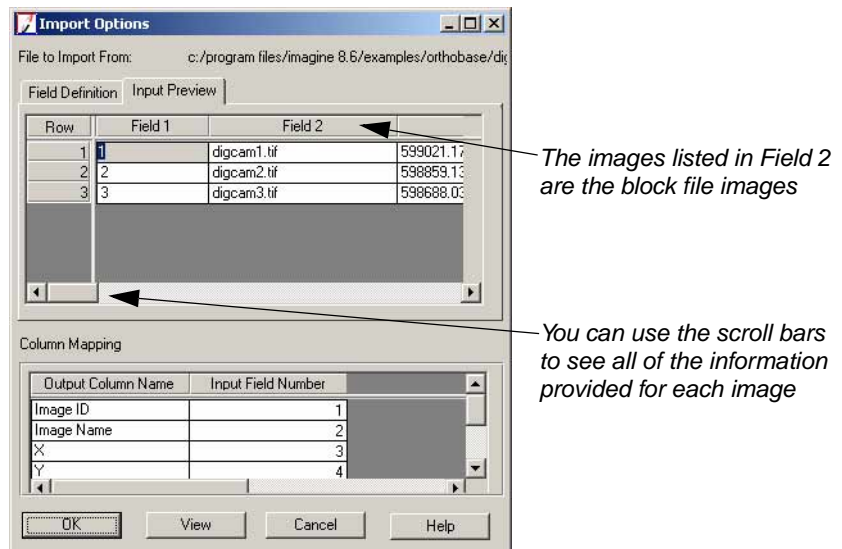 Import Options
File to Import From: c:/program files/imagine 8.6/examples/orthobase/dig
Field Definition Input Preview
Row Field 1 Field 2
1 1 digcam1.tif 599021.17
2 2 digcam2.tif 598859.13
3 3 digcam3.tif 598688.03
The images listed in Field 2
are the block file images
You can use the scroll bars
to see all of the information
provided for each image
Column Mapping
Output Column Name Input Field Number
Image ID 1
Image Name 2
X 3
Y 4
OK View Cancel Help